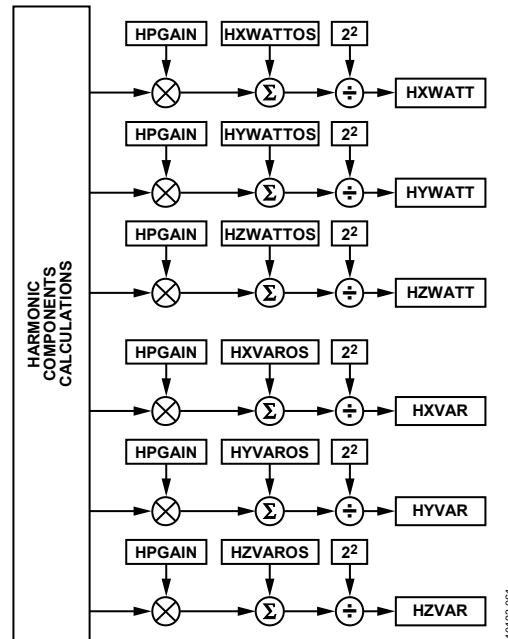 HARMONIC
COMPONENTS
CALCULATIONS
HPGAIN HXWATTOS 2²
Σ ÷ HXWATT
HPGAIN HYWATTOS 2²
Σ ÷ HYWATT
HPGAIN HZWATTOS 2²
Σ ÷ HZWATT
HPGAIN HXVAROS 2²
Σ ÷ HXVAR
HPGAIN HYVAROS 2²
Σ ÷ HYVAR
HPGAIN HZVAROS 2²
Σ ÷ HZVAR